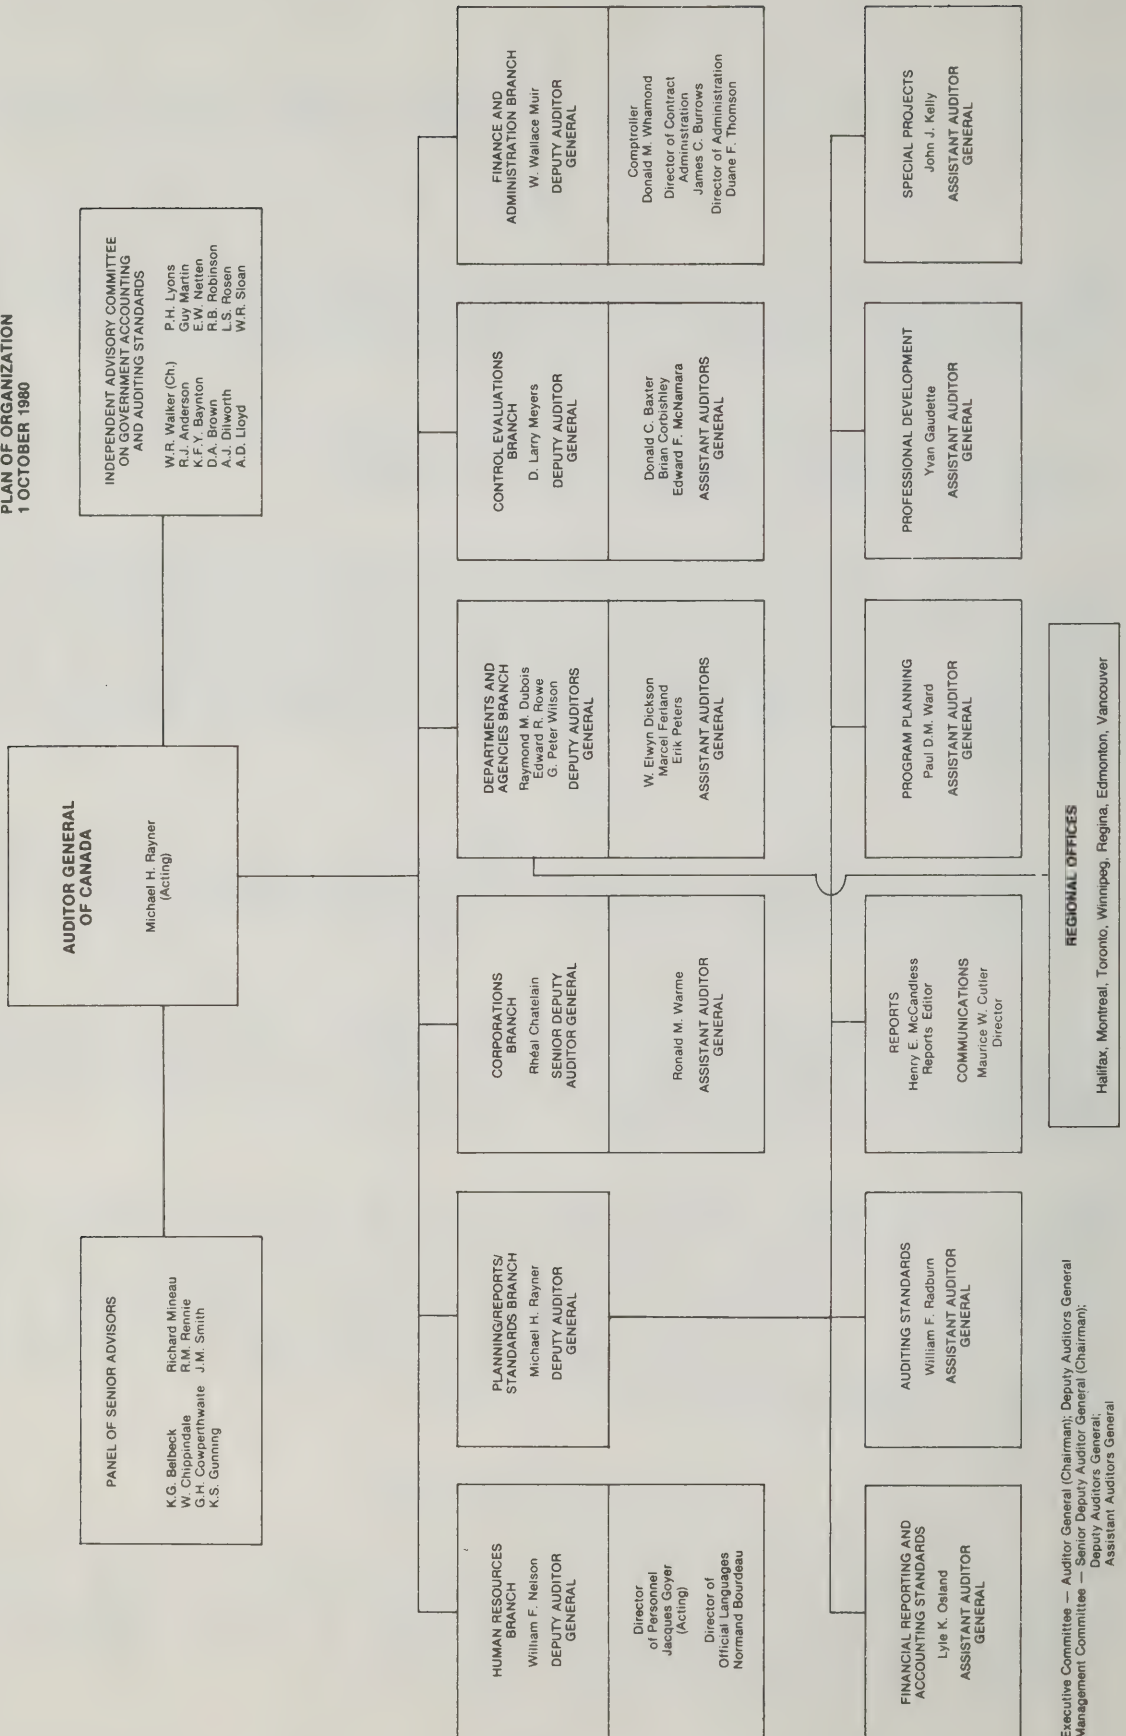 PLAN OF ORGANIZATION
1 OCTOBER 1980
AUDITOR GENERAL
OF CANADA
Michael H. Rayner
(Acting)
PANEL OF SENIOR ADVISORS
K.G. Belbeck Richard Mineau
W. Chippindale R.M. Rennie
G.H. Cowperthwaite J.M. Smith
K.S. Gunning
INDEPENDENT ADVISORY COMMITTEE
ON GOVERNMENT ACCOUNTING
AND AUDITING STANDARDS
W.R. Walker (Ch.) P.H. Lyons
R.J. Anderson Guy Martin
K.F.Y. Baynton E.W. Netten
D.A. Brown R.B. Robinson
A.J. Dilworth L.S. Rosen
A.D. Lloyd W.R. Sloan
HUMAN RESOURCES
BRANCH
William F. Nelson
DEPUTY AUDITOR
GENERAL
Director
of Personnel
Jacques Goyer
(Acting)
Director of
Official Languages
Normand Bourdeau
PLANNING/REPORTS/
STANDARDS BRANCH
Michael H. Rayner
DEPUTY AUDITOR
GENERAL
CORPORATIONS
BRANCH
Rhéal Chatelain
SENIOR DEPUTY
AUDITOR GENERAL
Ronald M. Warme
ASSISTANT AUDITOR
GENERAL
DEPARTMENTS AND
AGENCIES BRANCH
Raymond M. Dubois
Edward R. Rowe
G. Peter Wilson
DEPUTY AUDITORS
GENERAL
W. Elwyn Dickson
Marcel Ferland
Erik Peters
ASSISTANT AUDITORS
GENERAL
CONTROL EVALUATIONS
BRANCH
D. Larry Meyers
DEPUTY AUDITOR
GENERAL
Donald C. Baxter
Brian Corbishley
Edward F. McNamara
ASSISTANT AUDITORS
GENERAL
FINANCE AND
ADMINISTRATION BRANCH
W. Wallace Muir
DEPUTY AUDITOR
GENERAL
Comptroller
Donald M. Whamond
Director of Contract
Administration
James C. Burrows
Director of Administration
Duane F. Thomson
FINANCIAL REPORTING AND
ACCOUNTING STANDARDS
Lyle K. Osland
ASSISTANT AUDITOR
GENERAL
AUDITING STANDARDS
William F. Radburn
ASSISTANT AUDITOR
GENERAL
REPORTS
Henry E. McCandless
Reports Editor
COMMUNICATIONS
Maurice W. Cutler
Director
PROGRAM PLANNING
Paul D.M. Ward
ASSISTANT AUDITOR
GENERAL
PROFESSIONAL DEVELOPMENT
Yvan Gaudette
ASSISTANT AUDITOR
GENERAL
SPECIAL PROJECTS
John J. Kelly
ASSISTANT AUDITOR
GENERAL
REGIONAL OFFICES
Halifax, Montreal, Toronto, Winnipeg, Regina, Edmonton, Vancouver
Executive Committee — Auditor General (Chairman); Deputy Auditors General
Management Committee — Senior Deputy Auditor General (Chairman);
Deputy Auditors General;
Assistant Auditors General